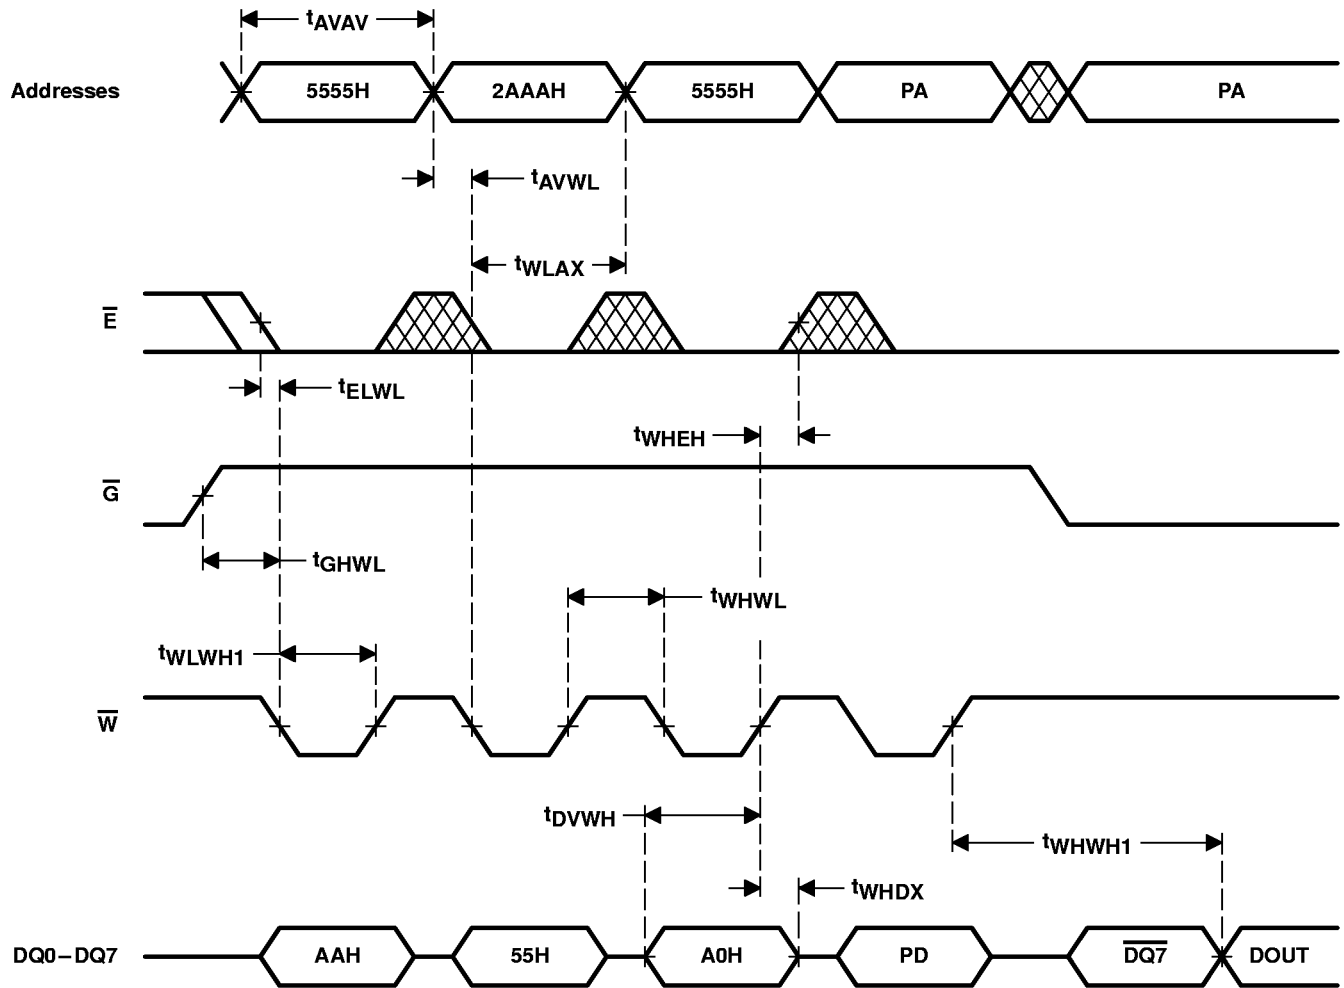 tAVAV
Addresses 5555H 2AAAH 5555H PA PA
tAVWL
tWLAX
E̅
tELWL
tWHEH
G̅
tGHWL
tWHWL
tWLWH1
W̅
tDVWH
tWHWH1
tWHDX
DQ0–DQ7 AAH 55H A0H PD D̅Q̅7̅ DOUT